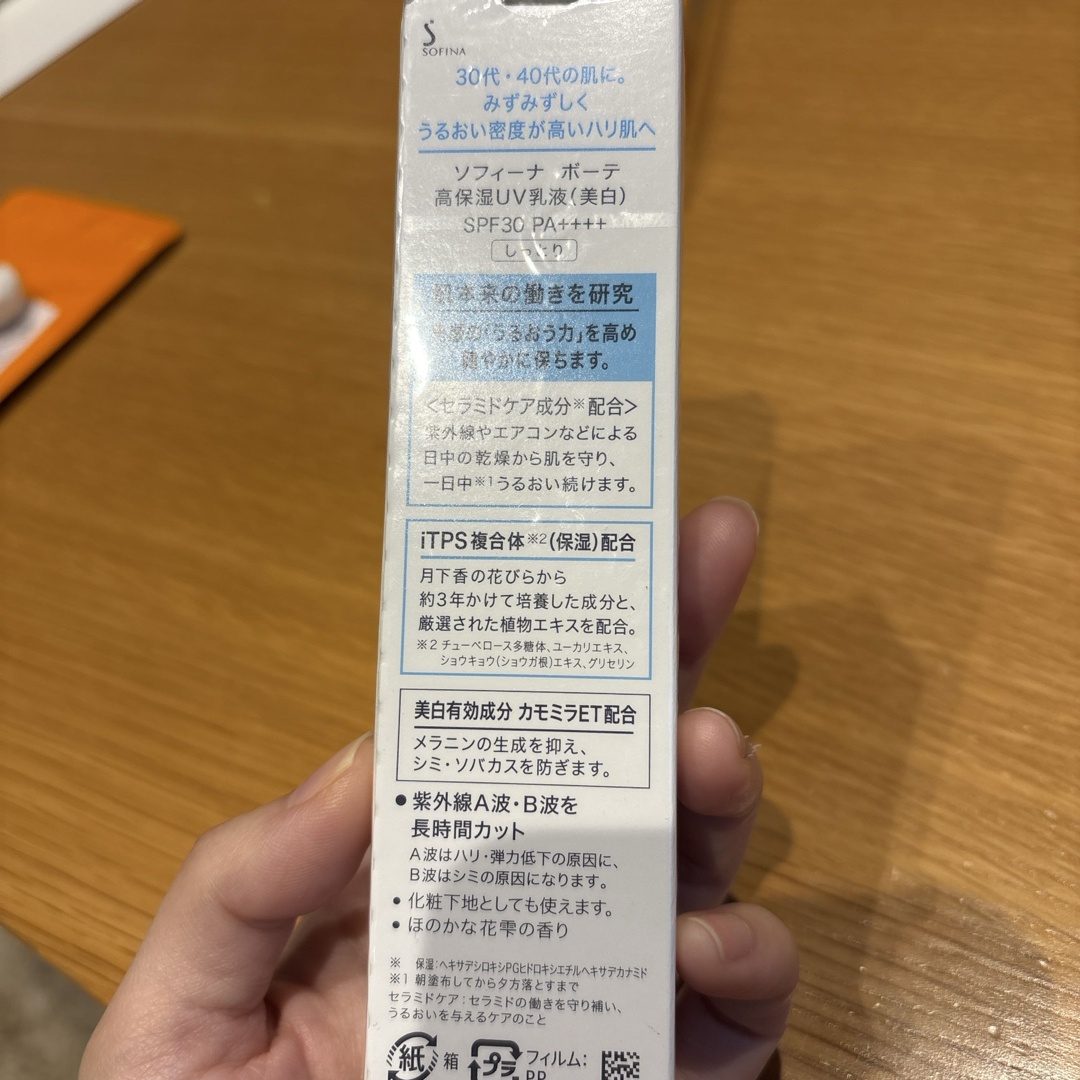 SOFINA
30代・40代の肌に。
みずみずしく
うるおい密度が高いハリ肌へ
ソフィーナ ボーテ
高保湿UV乳液（美白）
SPF30 PA++++
しっとり
肌本来の働きを研究
の「うるおう力」を高め
健やかに保ちます。
<セラミドケア成分※配合>
紫外線やエアコンなどによる
日中の乾燥から肌を守り、
一日中※1うるおい続けます。
iTPS複合体※2（保湿）配合
月下香の花びらから
約3年かけて培養した成分と、
厳選された植物エキスを配合。
※2 チューベロース多糖体、ユーカリエキス、
ショウキョウ（ショウガ根）エキス、グリセリン
美白有効成分 カモミラET配合
メラニンの生成を抑え、
シミ・ソバカスを防ぎます。
● 紫外線A波・B波を
長時間カット
A波はハリ・弾力低下の原因に、
B波はシミの原因になります。
• 化粧下地としても使えます。
• ほのかな花雫の香り
※ 保湿：ヘキサデシロキシPGヒドロキシエチルヘキサデカナミド
※1 朝塗布してから夕方落とすまで
セラミドケア：セラミドの働きを守り補い、
うるおいを与えるケアのこと
紙 箱 プラ フィルム：
PP